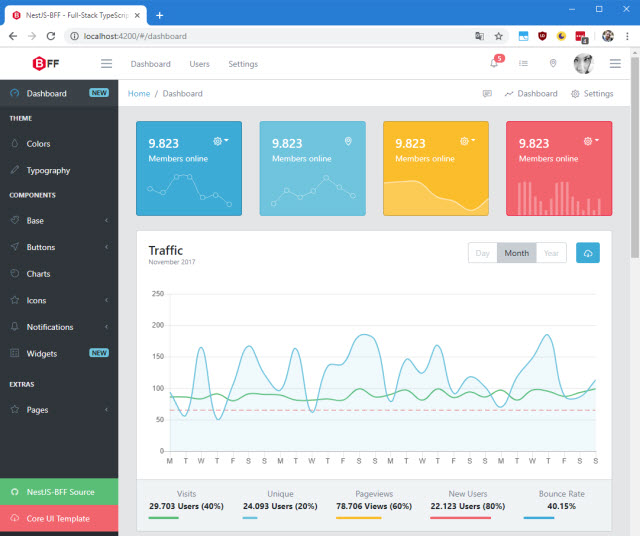 NestJS-BFF - Full-Stack TypeScrip
localhost:4200/#/dashboard
BFF
Dashboard Users Settings
5
Dashboard NEW
Home / Dashboard
Dashboard Settings
THEME
Colors
Typography
COMPONENTS
Base
Buttons
Charts
Icons
Notifications
Widgets NEW
EXTRAS
Pages
NestJS-BFF Source
Core UI Template
9.823
Members online
9.823
Members online
9.823
Members online
9.823
Members online
Traffic
November 2017
Day Month Year
250
200
150
100
50
0
M T W T F S S M T W T F S S M T W T F S S M T W T F S S
Visits
29.703 Users (40%)
Unique
24.093 Users (20%)
Pageviews
78.706 Views (60%)
New Users
22.123 Users (80%)
Bounce Rate
40.15%